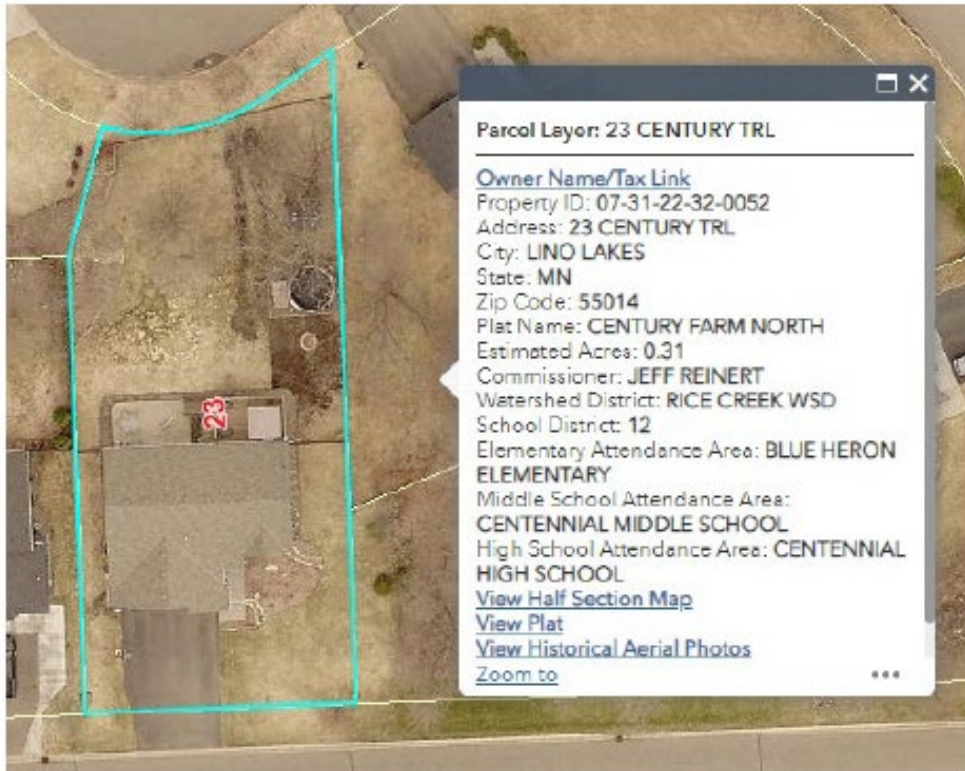 Parcel Layer: 23 CENTURY TRL
Owner Name/Tax Link
Property ID: 07-31-22-32-0052
Address: 23 CENTURY TRL
City: LINO LAKES
State: MN
Zip Code: 55014
Plat Name: CENTURY FARM NORTH
Estimated Acres: 0.31
Commissioner: JEFF REINERT
Watershed District: RICE CREEK WSD
School District: 12
Elementary Attendance Area: BLUE HERON
ELEMENTARY
Middle School Attendance Area:
CENTENNIAL MIDDLE SCHOOL
High School Attendance Area: CENTENNIAL
HIGH SCHOOL
View Half Section Map
View Plat
View Historical Aerial Photos
Zoom to
23